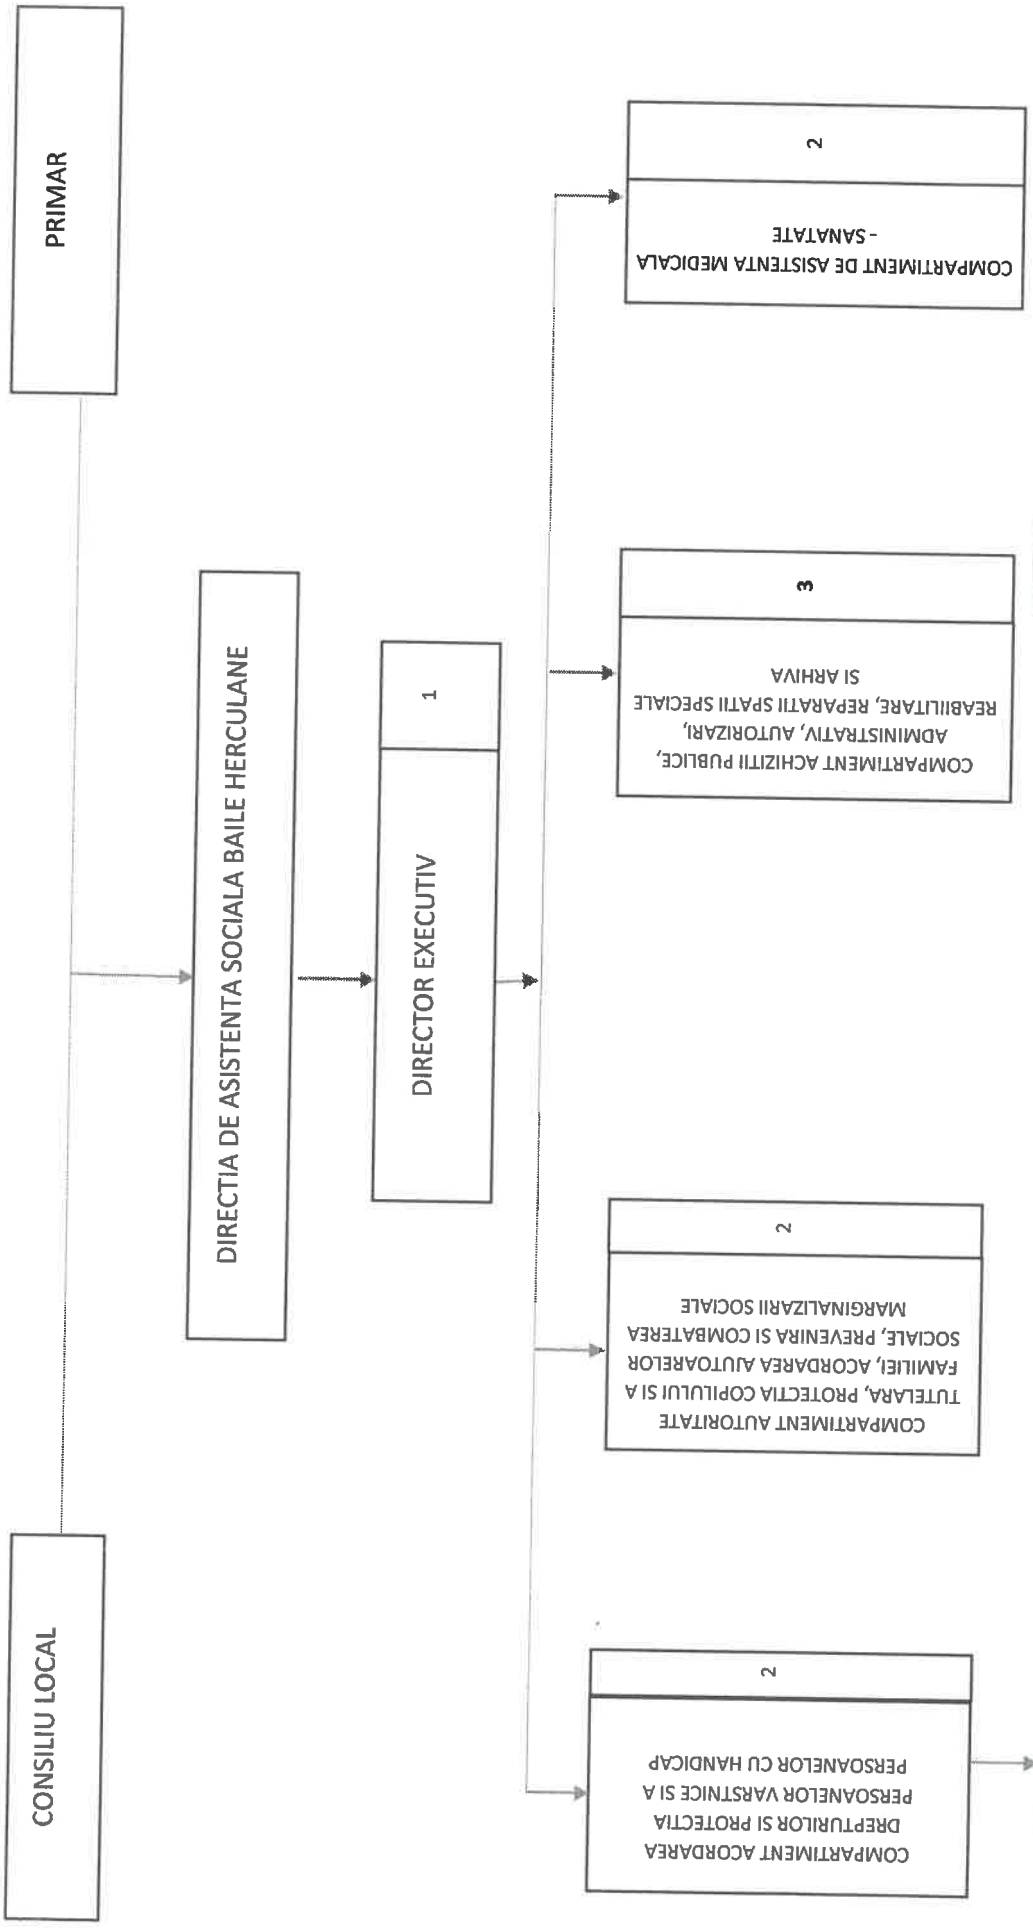 CONSILIU LOCAL
PRIMAR
DIRECTIA DE ASISTENTA SOCIALA BAILE HERCULANE
DIRECTOR EXECUTIV
1
COMPARTIMENT ACORDAREA
DREPTURILOR SI PROTECTIA
PERSOANELOR VARSTNICE SI A
PERSOANELOR CU HANDICAP
2
COMPARTIMENT AUTORITATE
TUTELARA, PROTECTIA COPILULUI SI A
FAMILIEI, ACORDAREA AJUTOARELOR
SOCIALE, PREVENIRA SI COMBATEREA
MARGINALIZARII SOCIALE
2
COMPARTIMENT ACHIZITII PUBLICE,
ADMINISTRATIV, AUTORIZARI,
REABIILITARE, REPARATII SPATII SPECIALE
SI ARHIVA
3
COMPARTIMENT DE ASISTENTA MEDICALA
- SANATATE
2